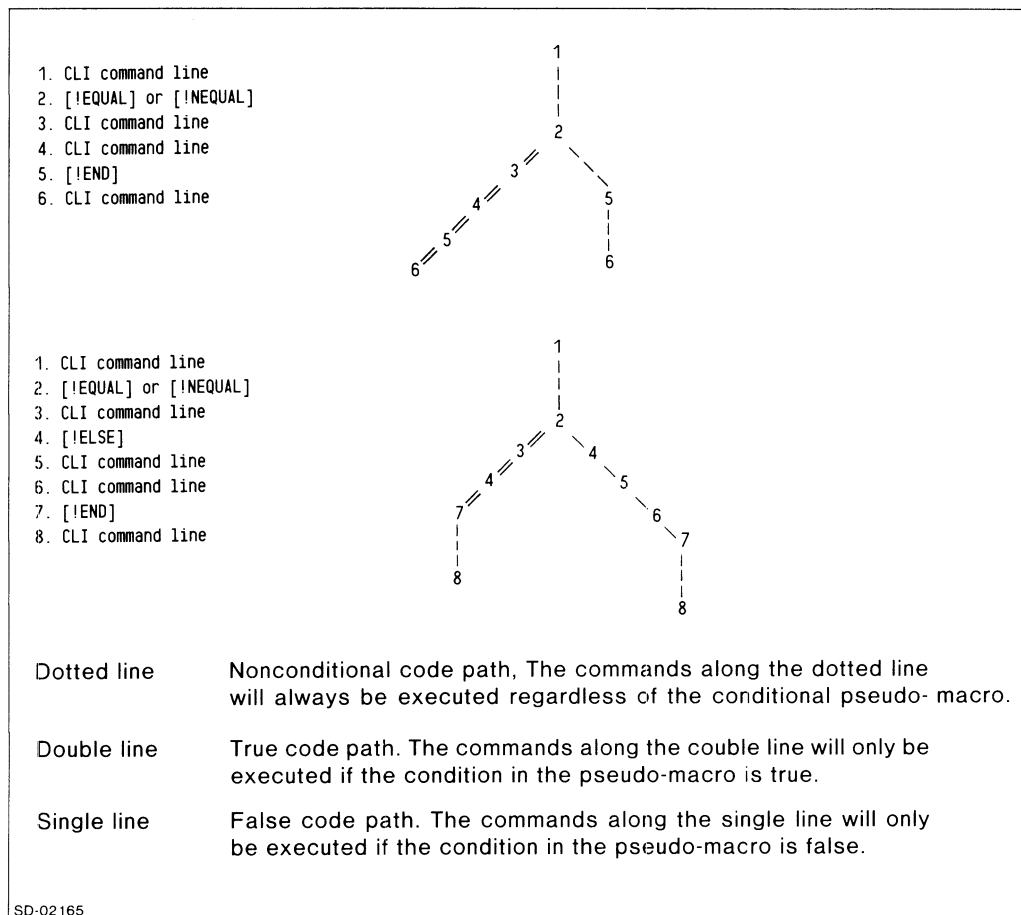 1. CLI command line
2. [!EQUAL] or [!NEQUAL]
3. CLI command line
4. CLI command line
5. [!END]
6. CLI command line
1
2
3
4
5
6
5
6
1. CLI command line
2. [!EQUAL] or [!NEQUAL]
3. CLI command line
4. [!ELSE]
5. CLI command line
6. CLI command line
7. [!END]
8. CLI command line
1
2
3
4
7
8
4
5
6
7
8
Dotted line Nonconditional code path, The commands along the dotted line
will always be executed regardless of the conditional pseudo- macro.
Double line True code path. The commands along the couble line will only be
executed if the condition in the pseudo-macro is true.
Single line False code path. The commands along the single line will only
be executed if the condition in the pseudo-macro is false.
SD-02165